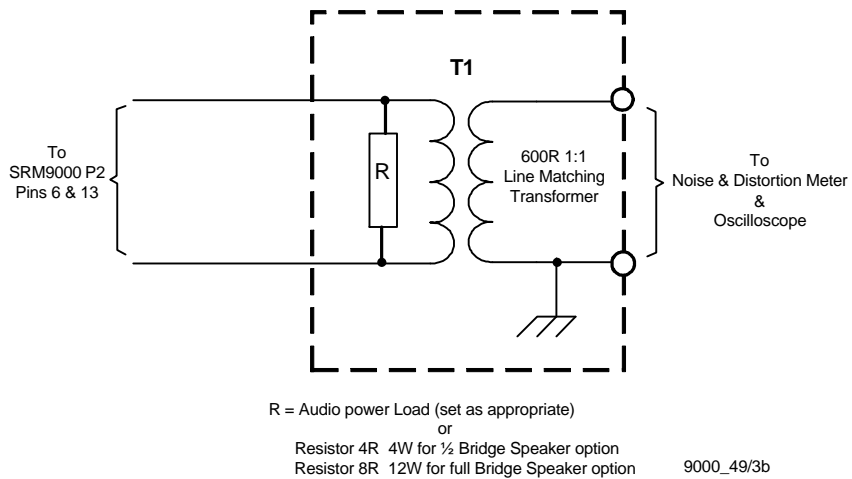 T1
To
SRM9000 P2
Pins 6 & 13
R
600R 1:1
Line Matching
Transformer
To
Noise & Distortion Meter
&
Oscilloscope
R = Audio power Load (set as appropriate)
or
Resistor 4R 4W for ½ Bridge Speaker option
Resistor 8R 12W for full Bridge Speaker option
9000_49/3b